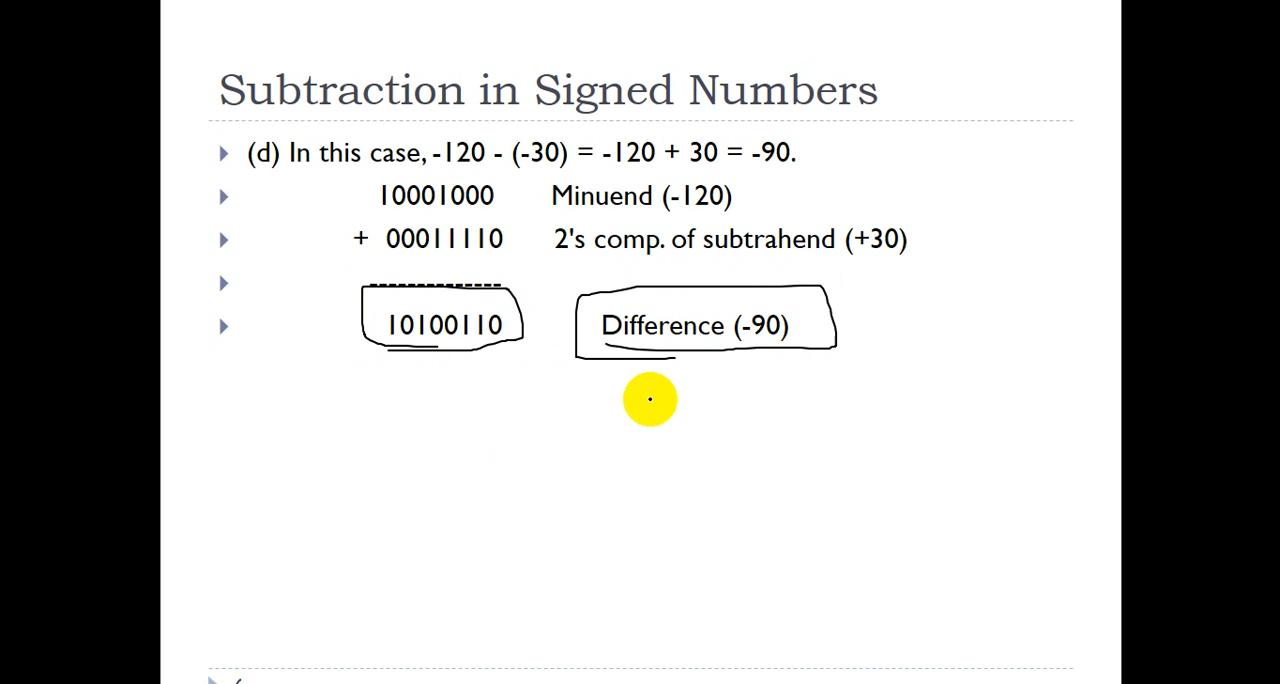 Subtraction in Signed Numbers
(d) In this case, -120 - (-30) = -120 + 30 = -90.
10001000 Minuend (-120)
+ 00011110 2's comp. of subtrahend (+30)
--------------------
10100110 Difference (-90)